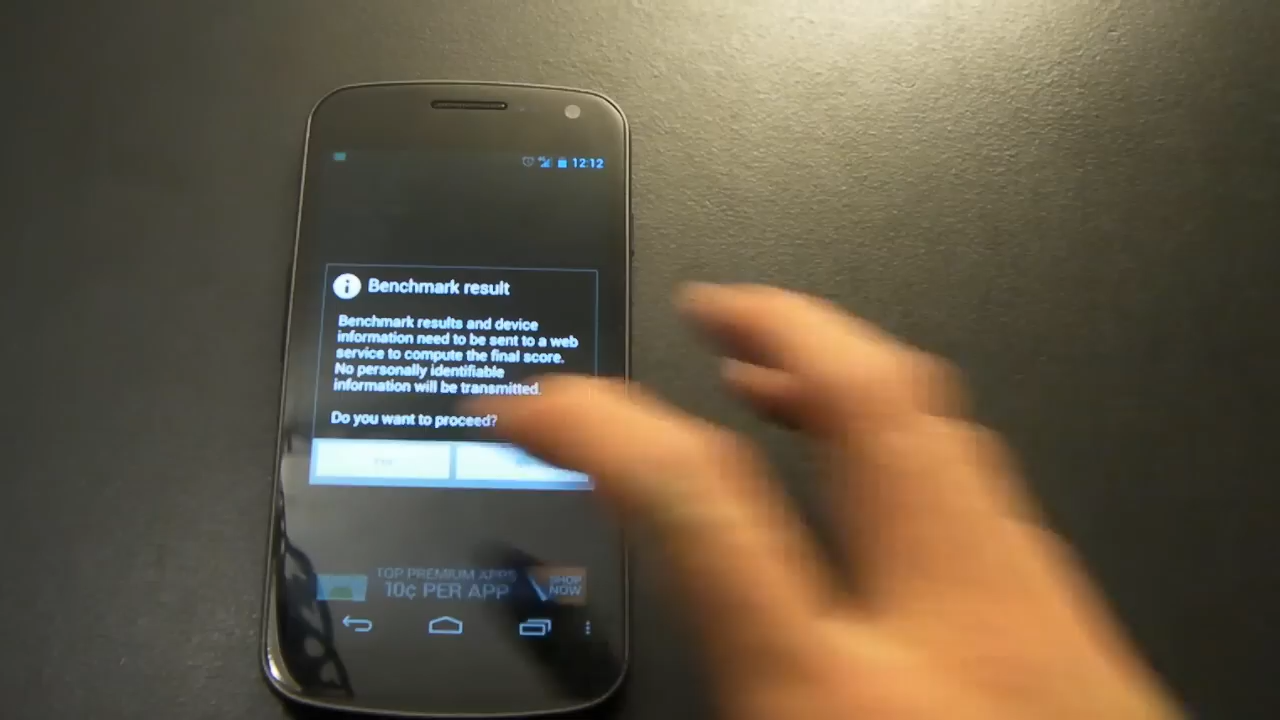 12:12
Benchmark result
Benchmark results and device
information need to be sent to a web
service to compute the final score.
No personally identifiable
information will be transmitted.
Do you want to proceed?
TOP PREMIUM APPS
10¢ PER APP
SHOP
NOW